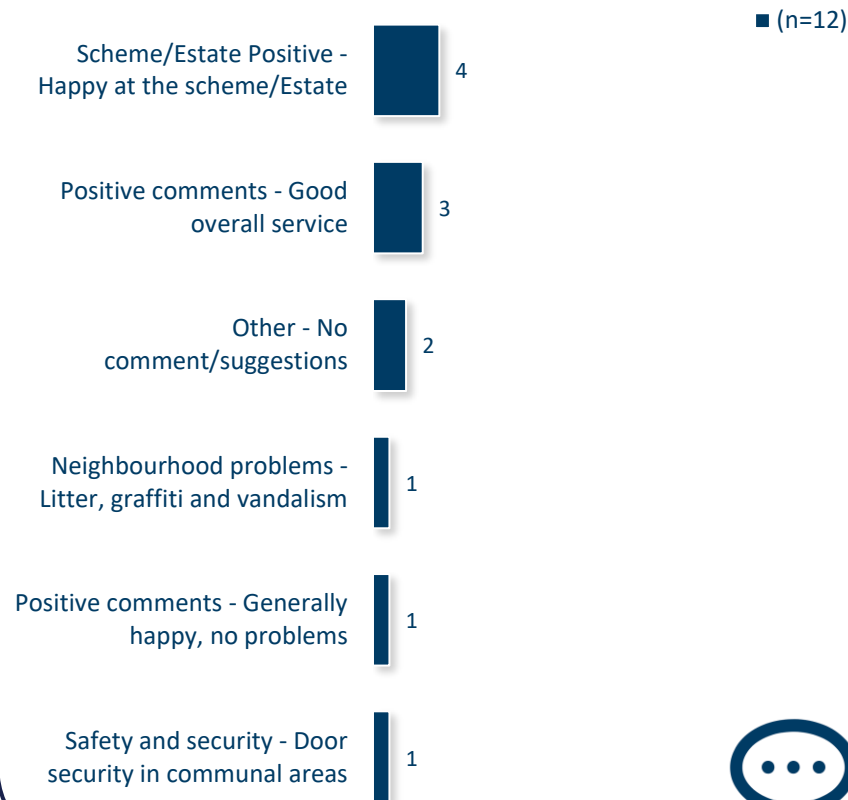 (n=12)
Scheme/Estate Positive -
Happy at the scheme/Estate
4
Positive comments - Good
overall service
3
Other - No
comment/suggestions
2
Neighbourhood problems -
Litter, graffiti and vandalism
1
Positive comments - Generally
happy, no problems
1
Safety and security - Door
security in communal areas
1